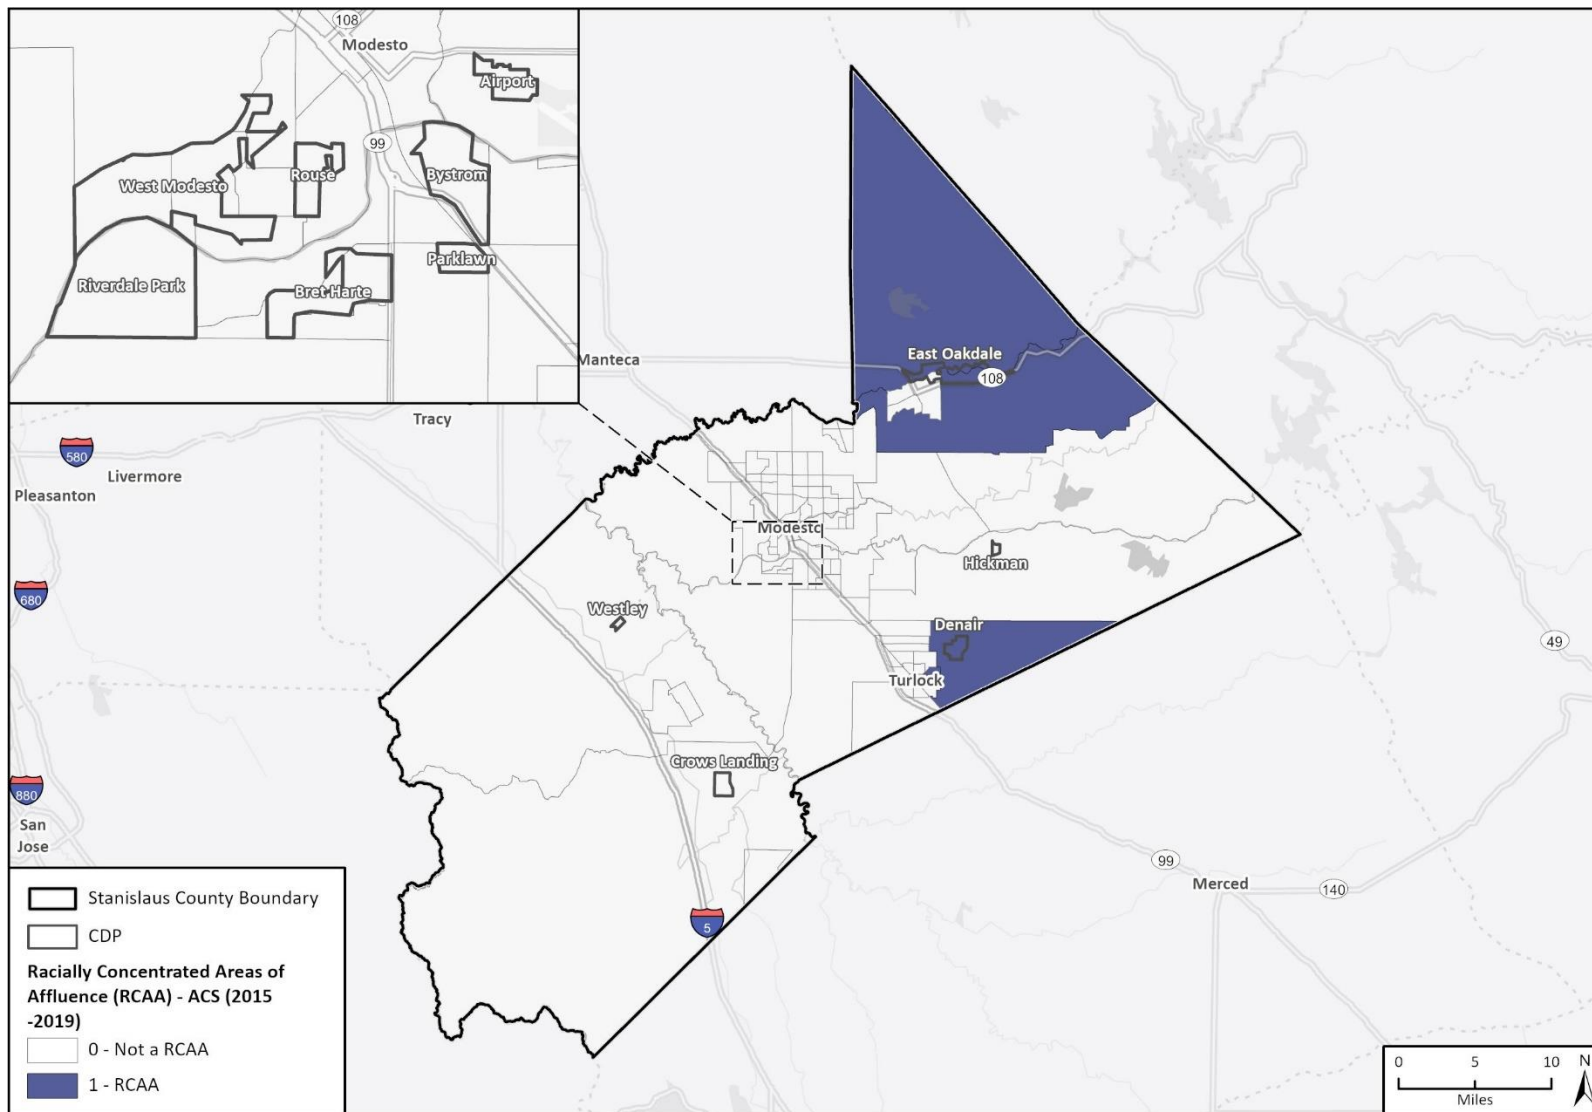 108
Modesto
Airport
99
West Modesto
Rouse
Bystrom
Riverdale Park
Bret Harte
Parklawn
Manteca
East Oakdale
108
Tracy
580
Livermore
Pleasanton
Modesto
Hickman
680
Westley
Denair
49
Turlock
Crows Landing
880
San
Jose
99
Merced
140
5
Stanislaus County Boundary
CDP
Racially Concentrated Areas of
Affluence (RCAA) - ACS (2015
-2019)
0 - Not a RCAA
1 - RCAA
0 5 10
Miles
N